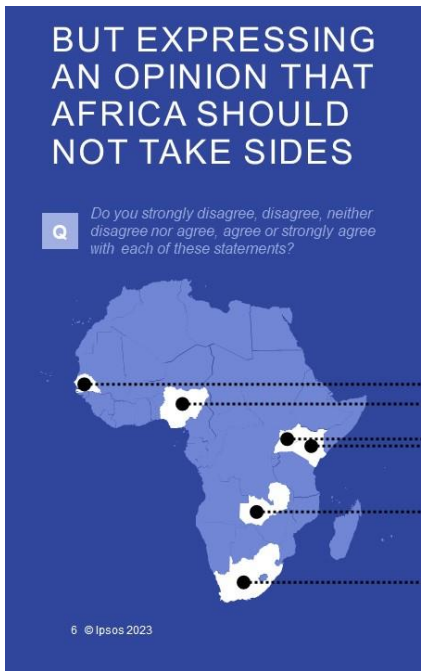 BUT EXPRESSING
AN OPINION THAT
AFRICA SHOULD
NOT TAKE SIDES
Q
Do you strongly disagree, disagree, neither
disagree nor agree, agree or strongly agree
with each of these statements?
6 © Ipsos 2023